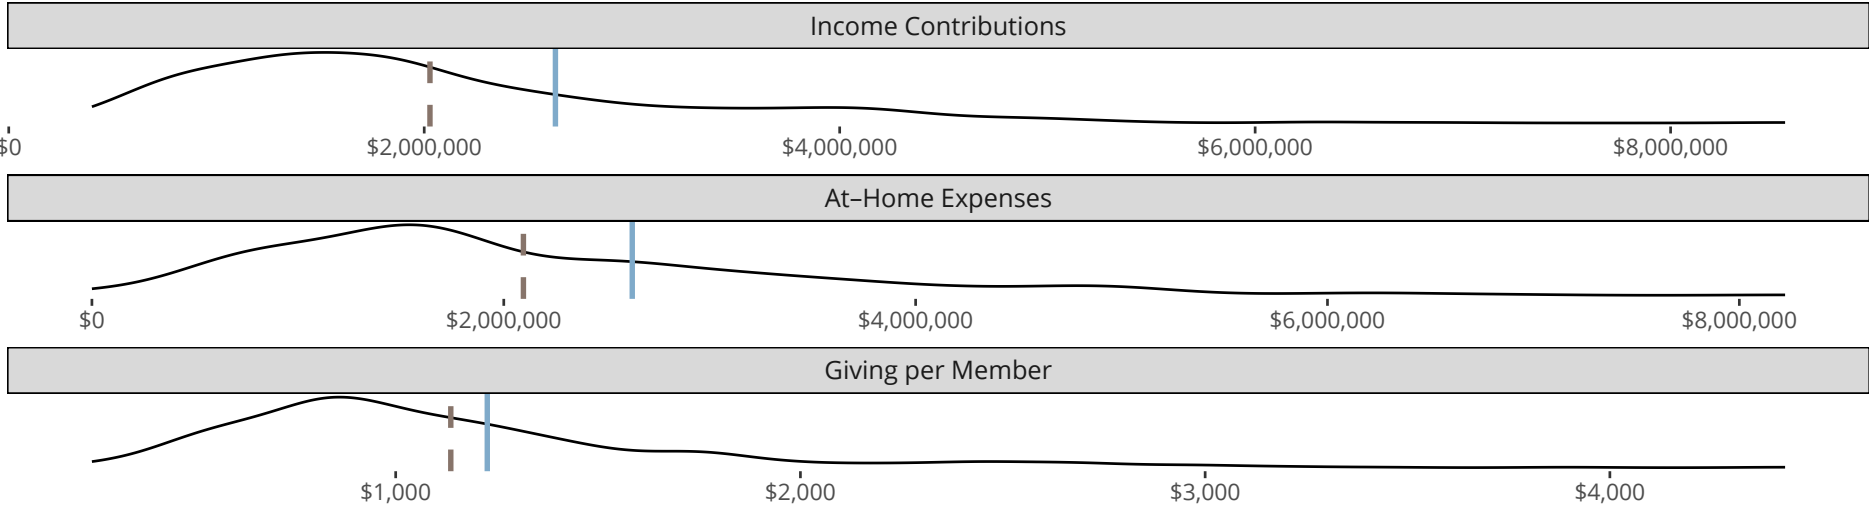 Income Contributions
$0 $2,000,000 $4,000,000 $6,000,000 $8,000,000
At–Home Expenses
$0 $2,000,000 $4,000,000 $6,000,000 $8,000,000
Giving per Member
$1,000 $2,000 $3,000 $4,000